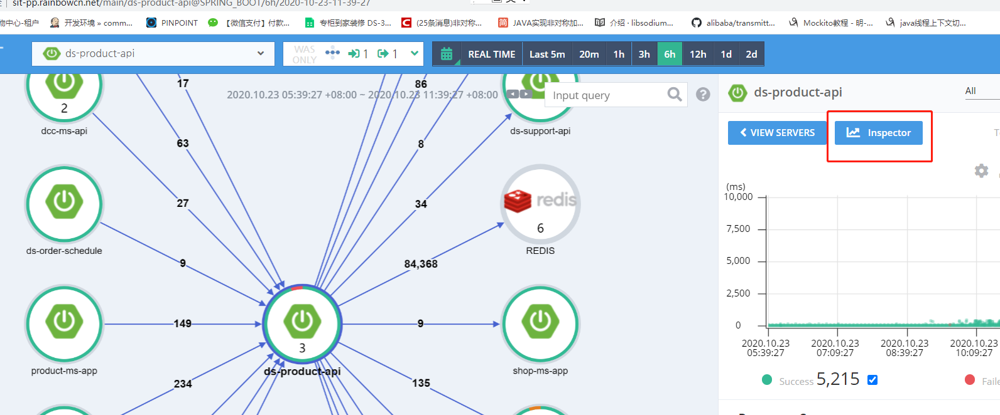 sit-pp.rainbowcn.net/main/ds-product-api@SPRING_BOOT/6h/2020-10-23-11-39-27
物中心-租户 开发环境 » comm... PINPOINT 【微信支付】付款... 专柜到家装修 DS-3... (25条消息)非对称... JAVA实现非对称加... 介绍 · libsodium... alibaba/transmitt... Mockito教程 - 明-... java线程上下文切...
ds-product-api WAS ONLY 1 1 REAL TIME Last 5m 20m 1h 3h 6h 12h 1d 2d
17
86
2020.10.23 05:39:27 +08:00 ~ 2020.10.23 11:39:27 +08:00
Input query
ds-product-api
All
2
dcc-ms-api
ds-support-api
VIEW SERVERS
Inspector
63
8
27
34
redis
6
REDIS
ds-order-schedule
9
84,368
149
9
3
ds-product-api
product-ms-app
shop-ms-app
234
135
(ms)
10,000
7,500
5,000
2,500
0
2020.10.23 2020.10.23 2020.10.23 2020.10.23
05:39:27 07:09:27 08:39:27 10:09:27
Success 5,215
Faile